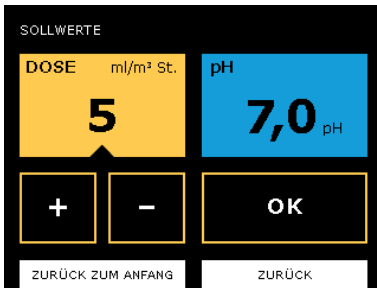 SOLLWERTE
DOSE ml/m³ St. pH
5 7,0 pH
+ – OK
ZURÜCK ZUM ANFANG ZURÜCK